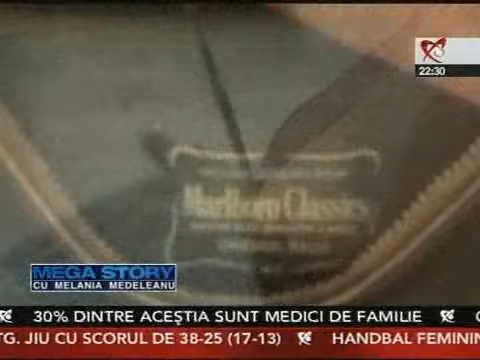 22:30
Marlboro Classics
MEGA STORY
CU MELANIA MEDELEANU
30% DINTRE ACEȘTIA SUNT MEDICI DE FAMILIE
TG. JIU CU SCORUL DE 38-25 (17-13) HANDBAL FEMININ